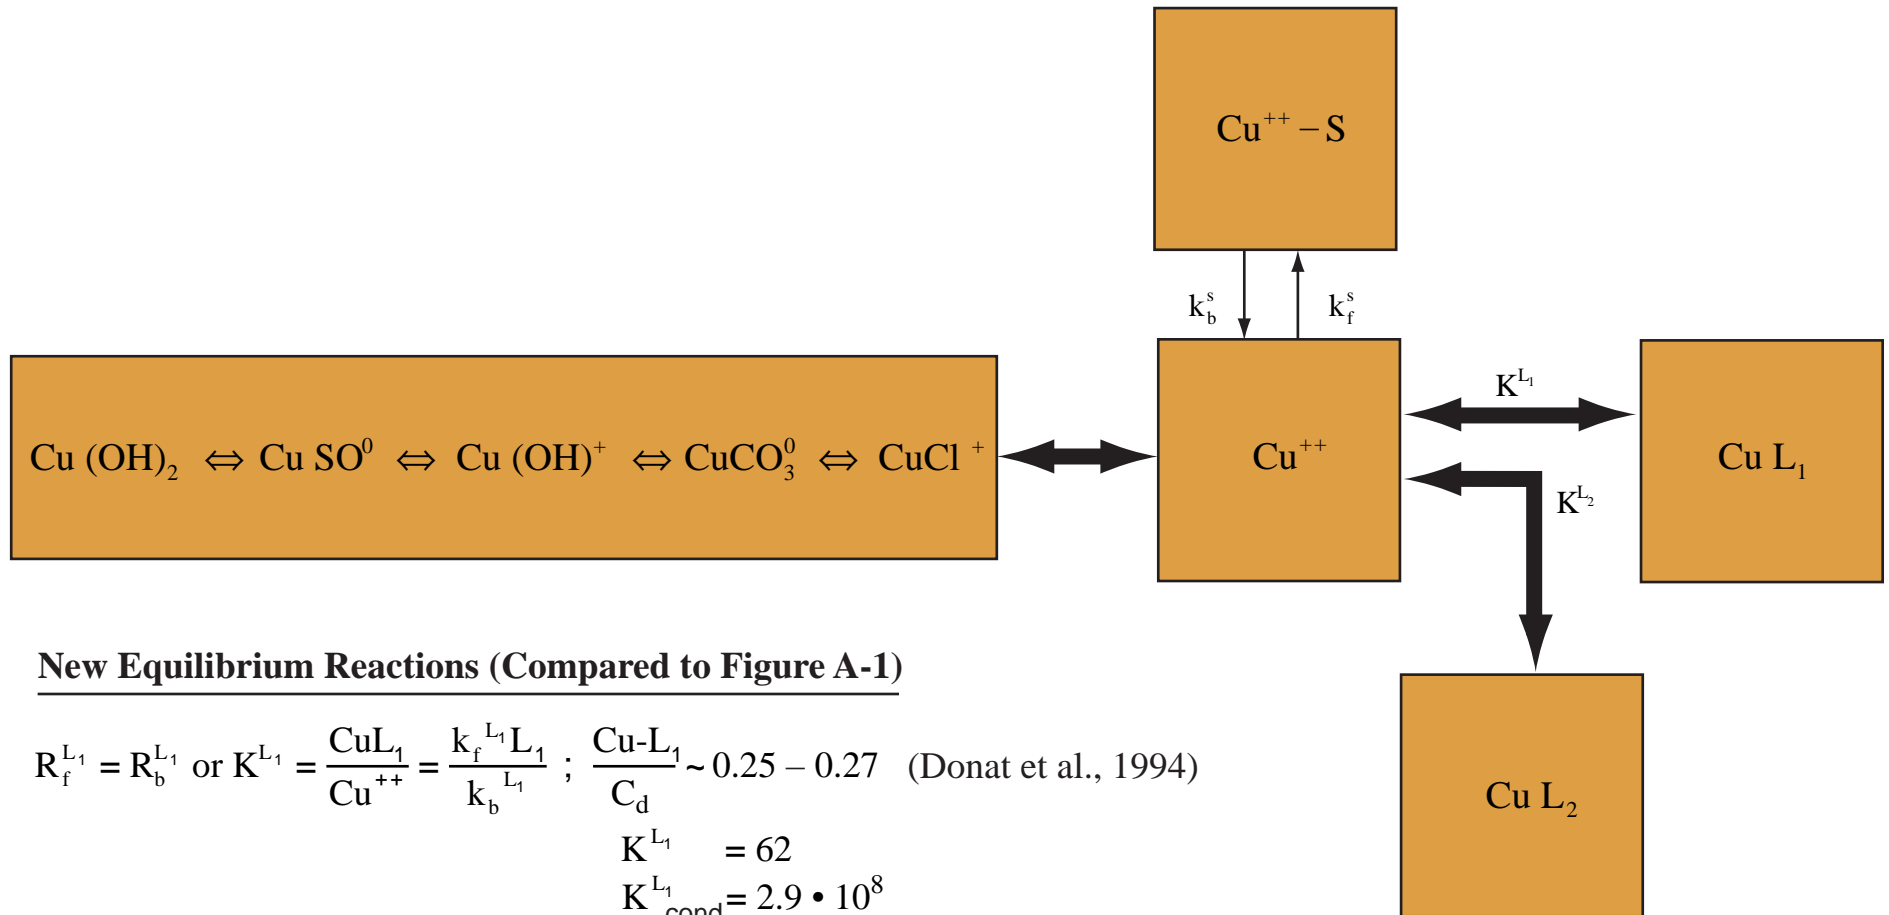 Cu⁺⁺ – S
k_b^s k_f^s
K^L₁
Cu (OH)₂ ⇔ Cu SO⁰ ⇔ Cu (OH)⁺ ⇔ CuCO₃⁰ ⇔ CuCl ⁺
Cu⁺⁺
Cu L₁
K^L₂
New Equilibrium Reactions (Compared to Figure A-1)
R_f^L₁ = R_b^L₁ or K^L₁ = CuL₁ / Cu⁺⁺ = k_f^L₁ L₁ / k_b^L₁ ; Cu-L₁ / C_d ~ 0.25 – 0.27 (Donat et al., 1994)
Cu L₂
K^L₁ = 62
K^L₁_cond = 2.9 • 10⁸